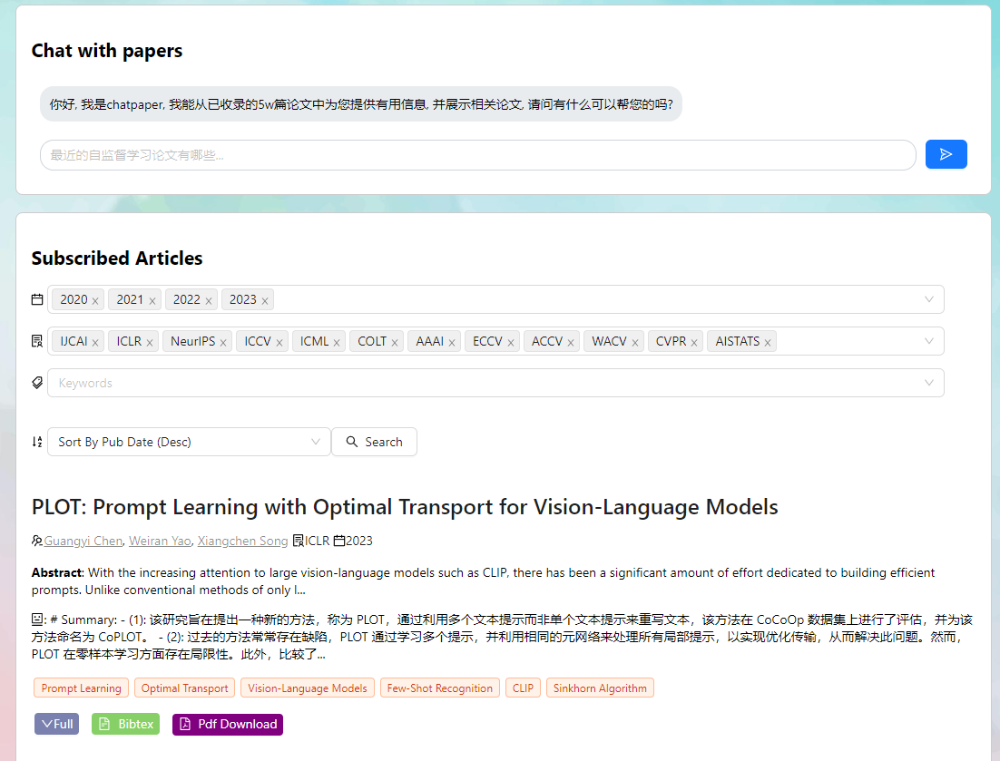 Chat with papers
你好, 我是chatpaper, 我能从已收录的5w篇论文中为您提供有用信息, 并展示相关论文, 请问有什么可以帮您的吗?
最近的自监督学习论文有哪些...
Subscribed Articles
2020 x 2021 x 2022 x 2023 x
IJCAI x ICLR x NeurIPS x ICCV x ICML x COLT x AAAI x ECCV x ACCV x WACV x CVPR x AISTATS x
Keywords
Sort By Pub Date (Desc) Search
PLOT: Prompt Learning with Optimal Transport for Vision-Language Models
Guangyi Chen, Weiran Yao, Xiangchen Song ICLR 2023
Abstract: With the increasing attention to large vision-language models such as CLIP, there has been a significant amount of effort dedicated to building efficient
prompts. Unlike conventional methods of only l...
: # Summary: - (1): 该研究旨在提出一种新的方法，称为 PLOT，通过利用多个文本提示而非单个文本提示来重写文本，该方法在 CoCoOp 数据集上进行了评估，并为该
方法命名为 CoPLOT。 - (2): 过去的方法常常存在缺陷，PLOT 通过学习多个提示，并利用相同的元网络来处理所有局部提示，以实现优化传输，从而解决此问题。然而，
PLOT 在零样本学习方面存在局限性。此外，比较了...
Prompt Learning Optimal Transport Vision-Language Models Few-Shot Recognition CLIP Sinkhorn Algorithm
Full Bibtex Pdf Download